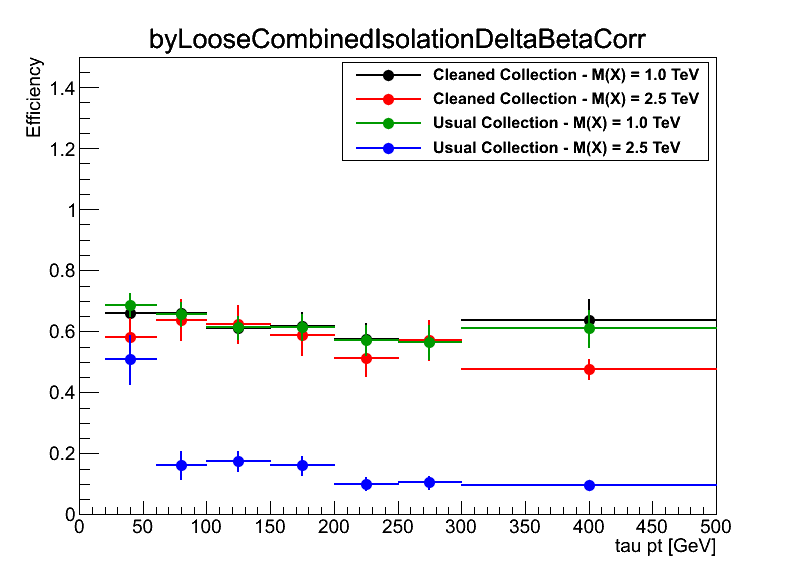 byLooseCombinedIsolationDeltaBetaCorr
Efficiency
Cleaned Collection - M(X) = 1.0 TeV
Cleaned Collection - M(X) = 2.5 TeV
Usual Collection - M(X) = 1.0 TeV
Usual Collection - M(X) = 2.5 TeV
1.4
1.2
1
0.8
0.6
0.4
0.2
0
0 50 100 150 200 250 300 350 400 450 500
tau pt [GeV]